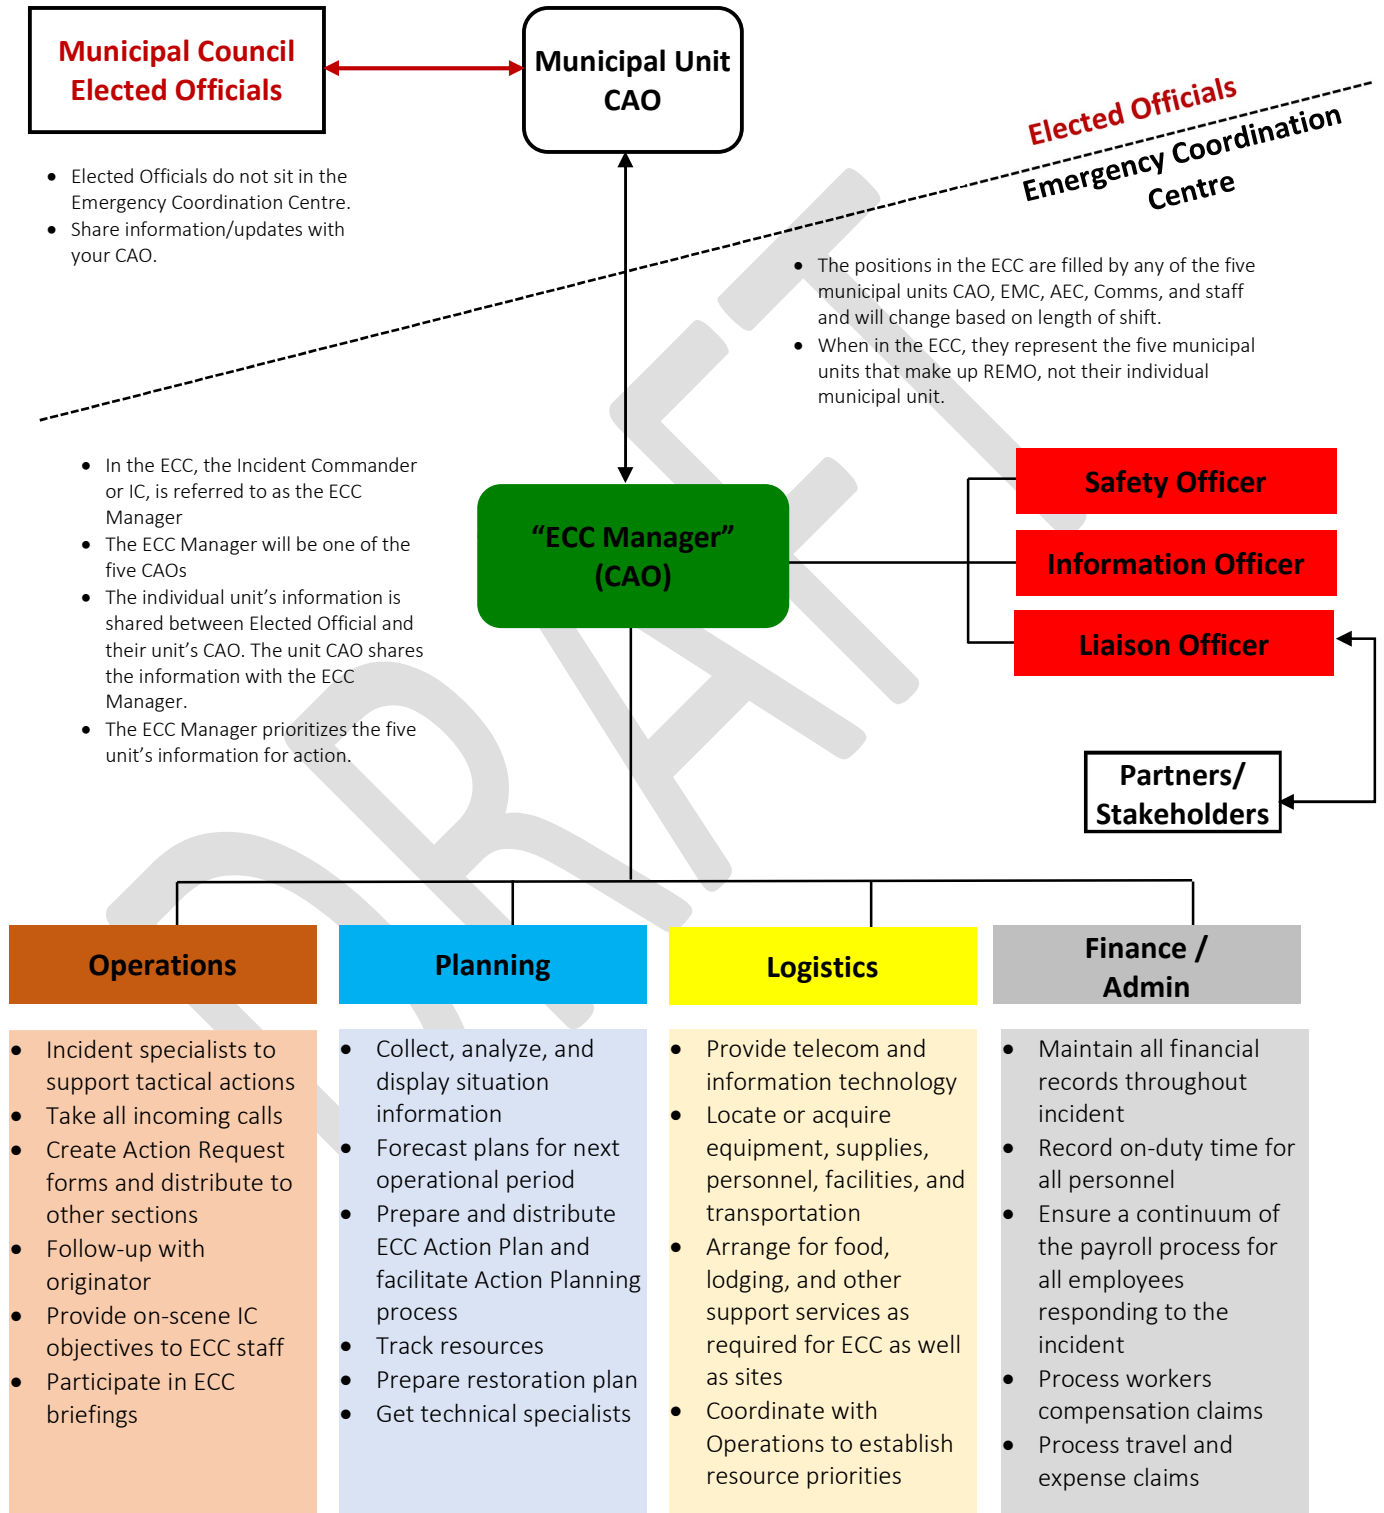 Municipal Council
Elected Officials
Municipal Unit
CAO
Elected Officials
Emergency Coordination
Centre
• Elected Officials do not sit in the
Emergency Coordination Centre.
• Share information/updates with
your CAO.
• The positions in the ECC are filled by any of the five
municipal units CAO, EMC, AEC, Comms, and staff
and will change based on length of shift.
• When in the ECC, they represent the five municipal
units that make up REMO, not their individual
municipal unit.
• In the ECC, the Incident Commander
or IC, is referred to as the ECC
Manager
• The ECC Manager will be one of the
five CAOs
• The individual unit’s information is
shared between Elected Official and
their unit’s CAO. The unit CAO shares
the information with the ECC
Manager.
• The ECC Manager prioritizes the five
unit’s information for action.
“ECC Manager”
(CAO)
Safety Officer
Information Officer
Liaison Officer
Partners/
Stakeholders
DRAFT
Operations
• Incident specialists to
support tactical actions
• Take all incoming calls
• Create Action Request
forms and distribute to
other sections
• Follow-up with
originator
• Provide on-scene IC
objectives to ECC staff
• Participate in ECC
briefings
Planning
• Collect, analyze, and
display situation
information
• Forecast plans for next
operational period
• Prepare and distribute
ECC Action Plan and
facilitate Action Planning
process
• Track resources
• Prepare restoration plan
• Get technical specialists
Logistics
• Provide telecom and
information technology
• Locate or acquire
equipment, supplies,
personnel, facilities, and
transportation
• Arrange for food,
lodging, and other
support services as
required for ECC as well
as sites
• Coordinate with
Operations to establish
resource priorities
Finance /
Admin
• Maintain all financial
records throughout
incident
• Record on-duty time for
all personnel
• Ensure a continuum of
the payroll process for
all employees
responding to the
incident
• Process workers
compensation claims
• Process travel and
expense claims